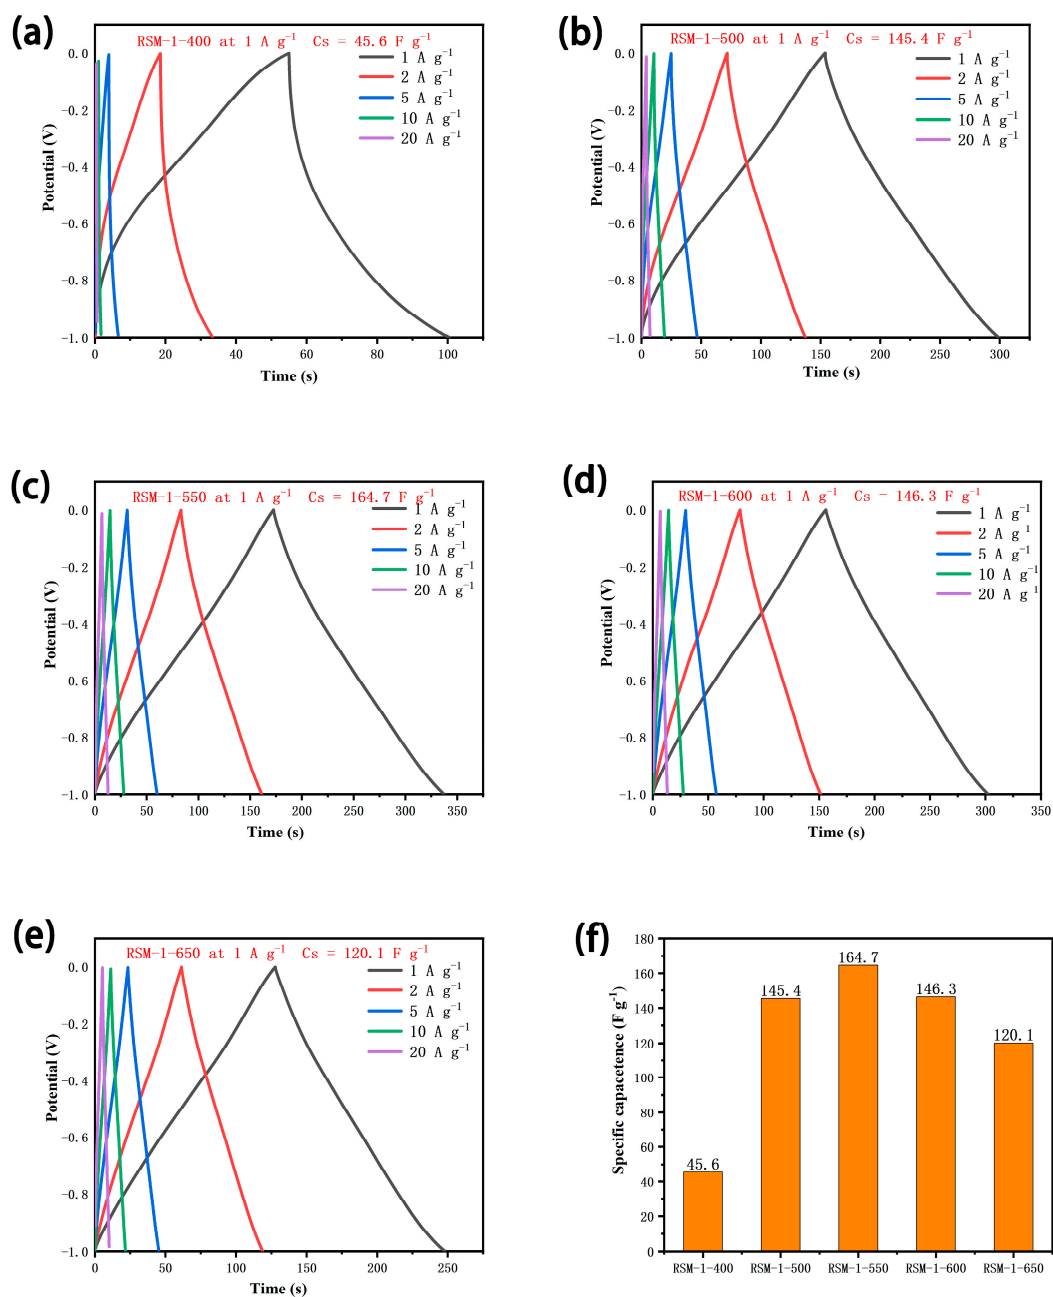 (a)
RSM-1-400 at 1 A g⁻¹ Cs = 45.6 F g⁻¹
1 A g⁻¹
2 A g⁻¹
5 A g⁻¹
10 A g⁻¹
20 A g⁻¹
0.0
-0.2
-0.4
-0.6
-0.8
-1.0
Potential (V)
0 20 40 60 80 100
Time (s)
(b)
RSM-1-500 at 1 A g⁻¹ Cs = 145.4 F g⁻¹
1 A g⁻¹
2 A g⁻¹
5 A g⁻¹
10 A g⁻¹
20 A g⁻¹
0.0
-0.2
-0.4
-0.6
-0.8
-1.0
Potential (V)
0 50 100 150 200 250 300
Time (s)
(c)
RSM-1-550 at 1 A g⁻¹ Cs = 164.7 F g⁻¹
1 A g⁻¹
2 A g⁻¹
5 A g⁻¹
10 A g⁻¹
20 A g⁻¹
0.0
-0.2
-0.4
0.6
-0.8
-1.0
Potential (V)
0 50 100 150 200 250 300 350
Time (s)
(d)
RSM-1-600 at 1 A g⁻¹ Cs - 146.3 F g⁻¹
1 A g⁻¹
2 A g ¹
5 A g⁻¹
10 A g⁻¹
20 A g ¹
0.0
-0.2
-0.4
0.6
-0.8
-1.0
Potential (V)
0 50 100 150 200 250 300 350
Time (s)
(e)
RSM-1-650 at 1 A g⁻¹ Cs = 120.1 F g⁻¹
1 A g⁻¹
2 A g⁻¹
5 A g⁻¹
10 A g⁻¹
20 A g⁻¹
0.0
-0.2
-0.4
-0.6
-0.8
-1.0
Potential (V)
0 50 100 150 200 250
Time (s)
(f)
180
160
140
120
100
80
60
40
20
0
Specific capacetence (F g⁻¹)
45.6
145.4
164.7
146.3
120.1
RSM-1-400 RSM-1-500 RSM-1-550 RSM-1-600 RSM-1-650